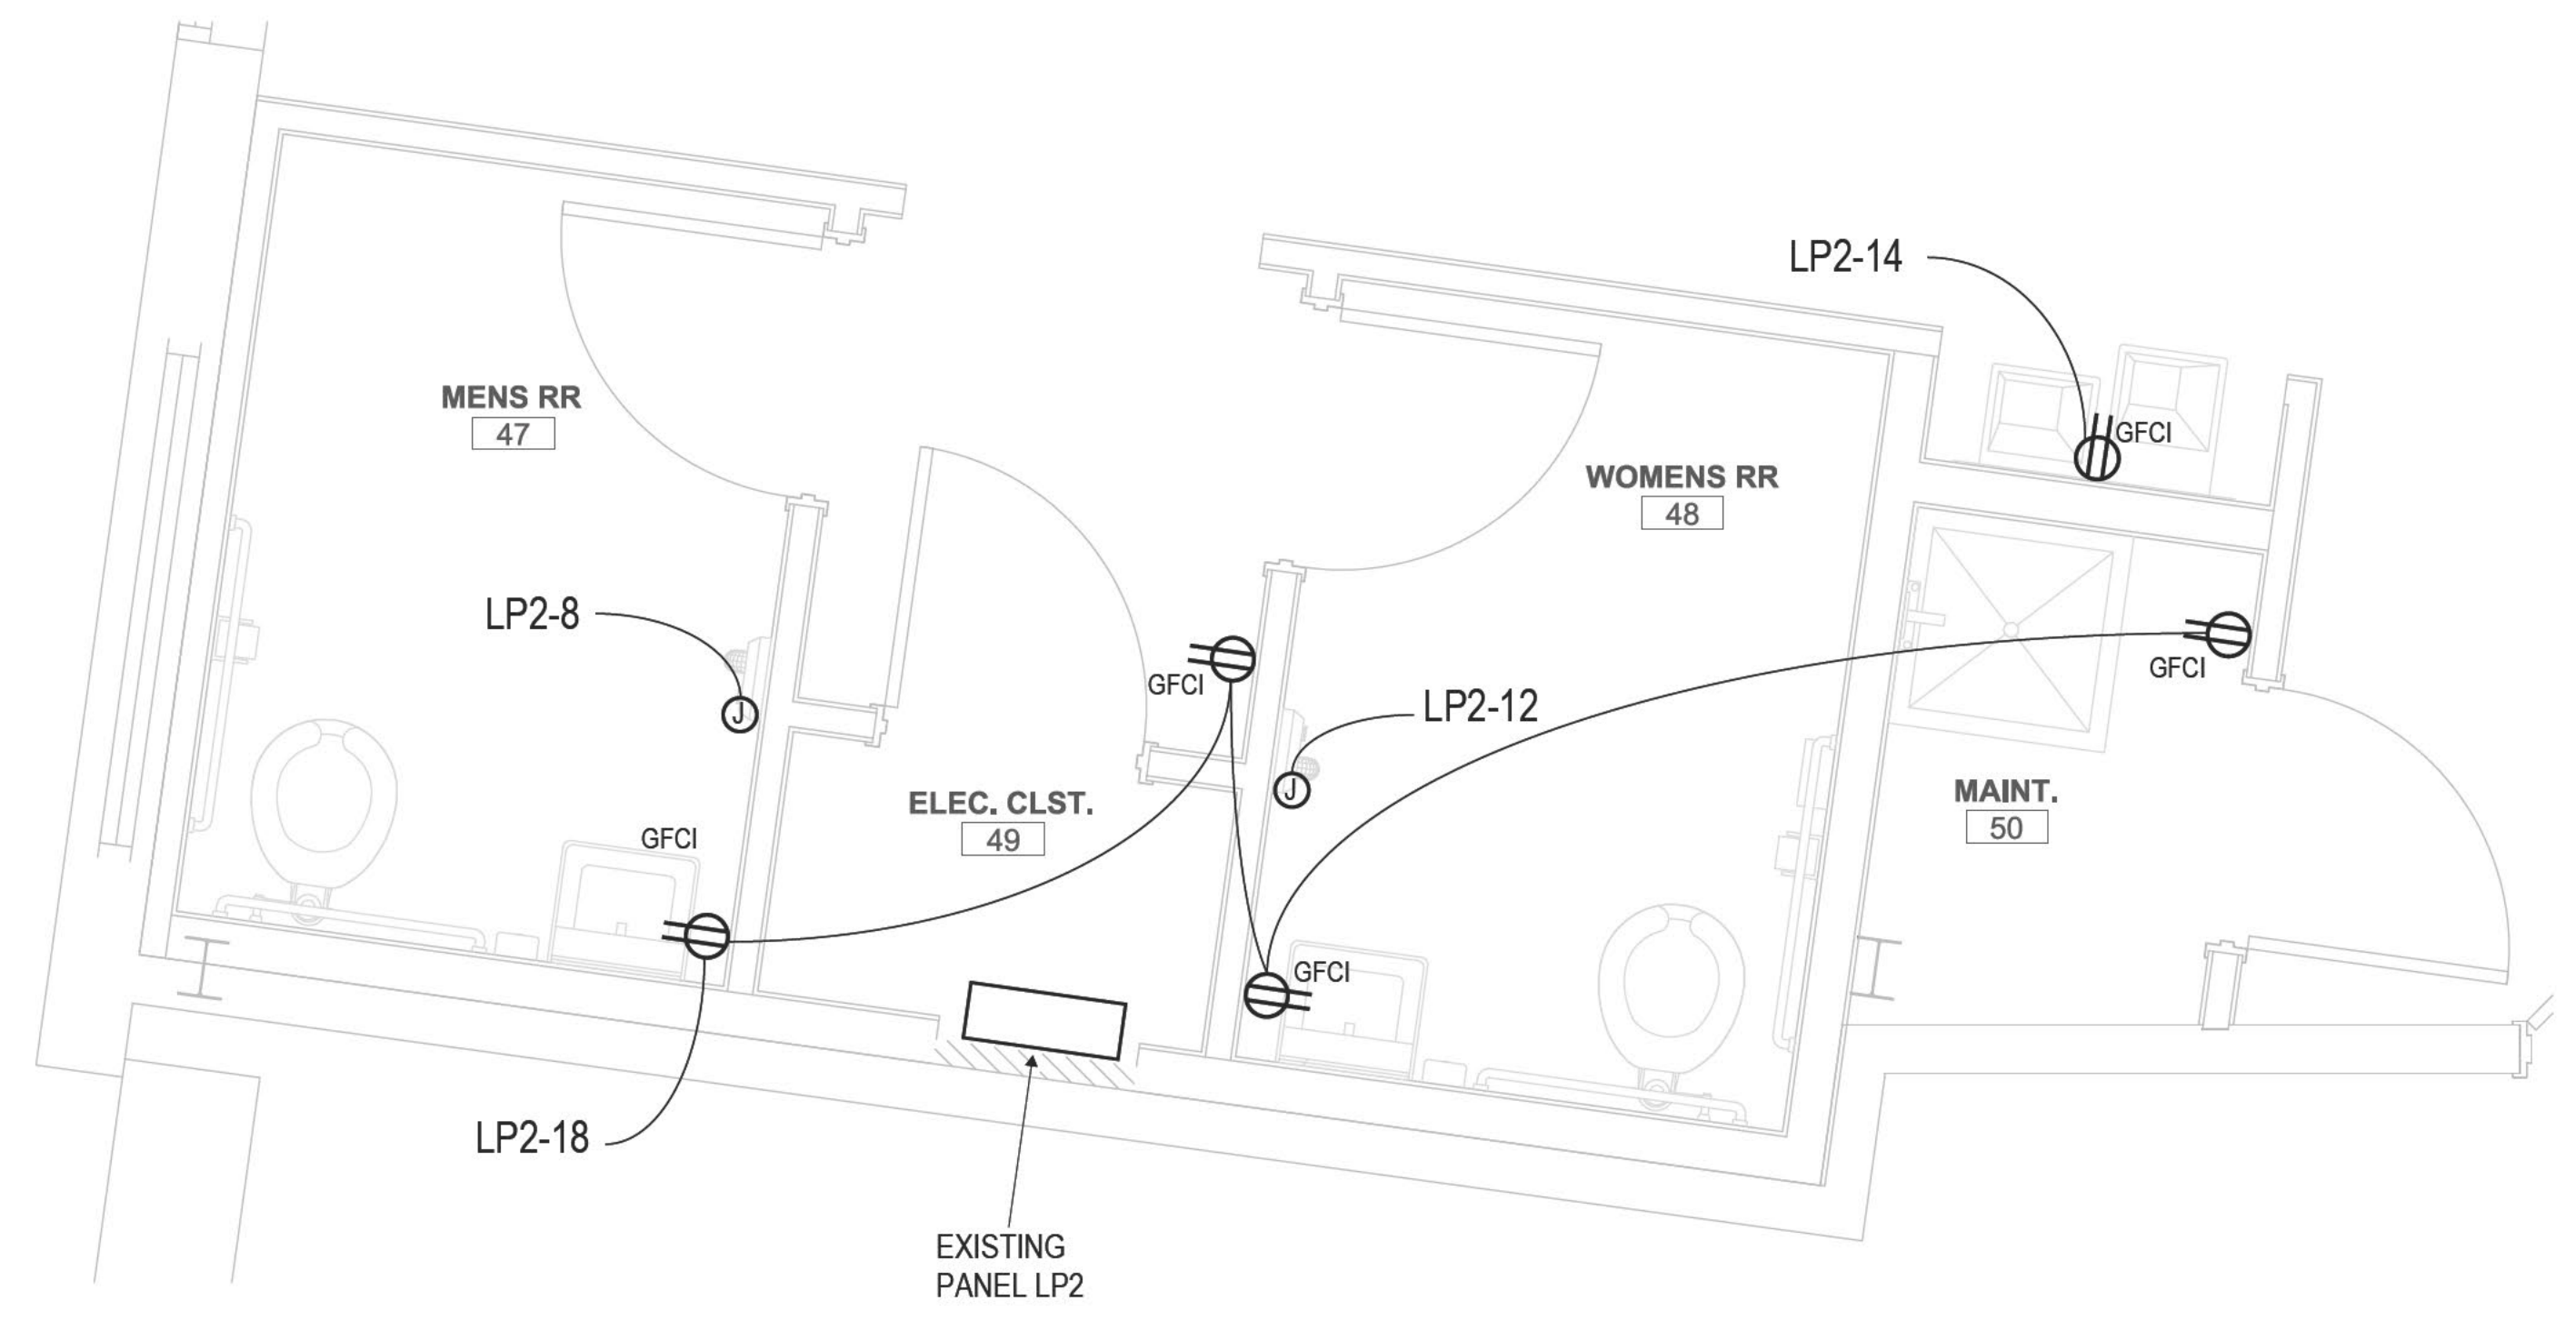 LP2-14
MENS RR
47
GFCI
WOMENS RR
48
LP2-8
GFCI
GFCI
J
LP2-12
J
ELEC. CLST.
49
MAINT.
50
GFCI
GFCI
LP2-18
EXISTING
PANEL LP2